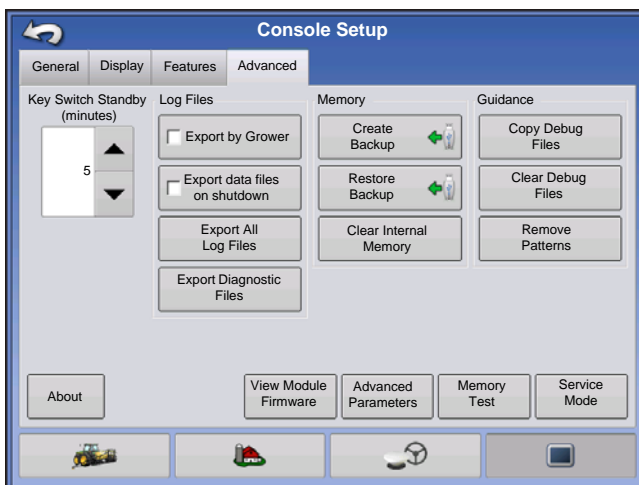 Console Setup
General
Display
Features
Advanced
Key Switch Standby
(minutes)
5
Log Files
Export by Grower
Export data files
on shutdown
Export All
Log Files
Export Diagnostic
Files
Memory
Create
Backup
Restore
Backup
Clear Internal
Memory
Guidance
Copy Debug
Files
Clear Debug
Files
Remove
Patterns
About
View Module
Firmware
Advanced
Parameters
Memory
Test
Service
Mode